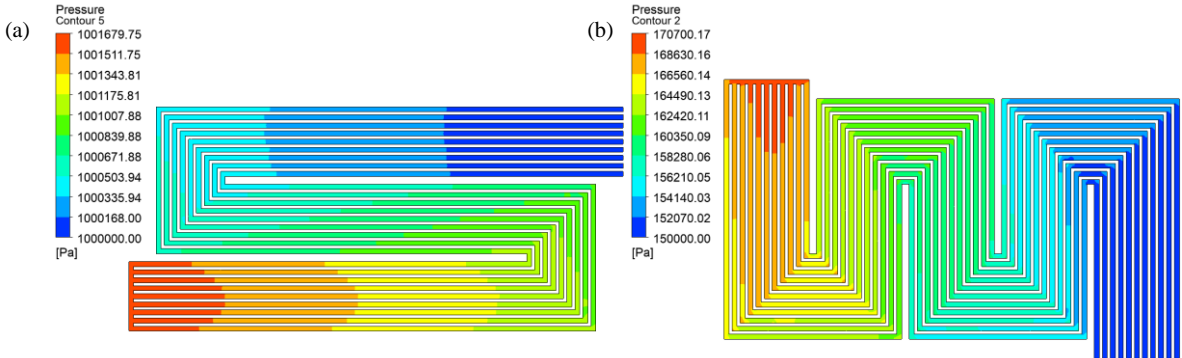 (a)
Pressure
Contour 5
1001679.75
1001511.75
1001343.81
1001175.81
1001007.88
1000839.88
1000671.88
1000503.94
1000335.94
1000168.00
1000000.00
[Pa]
(b)
Pressure
Contour 2
170700.17
168630.16
166560.14
164490.13
162420.11
160350.09
158280.06
156210.05
154140.03
152070.02
150000.00
[Pa]